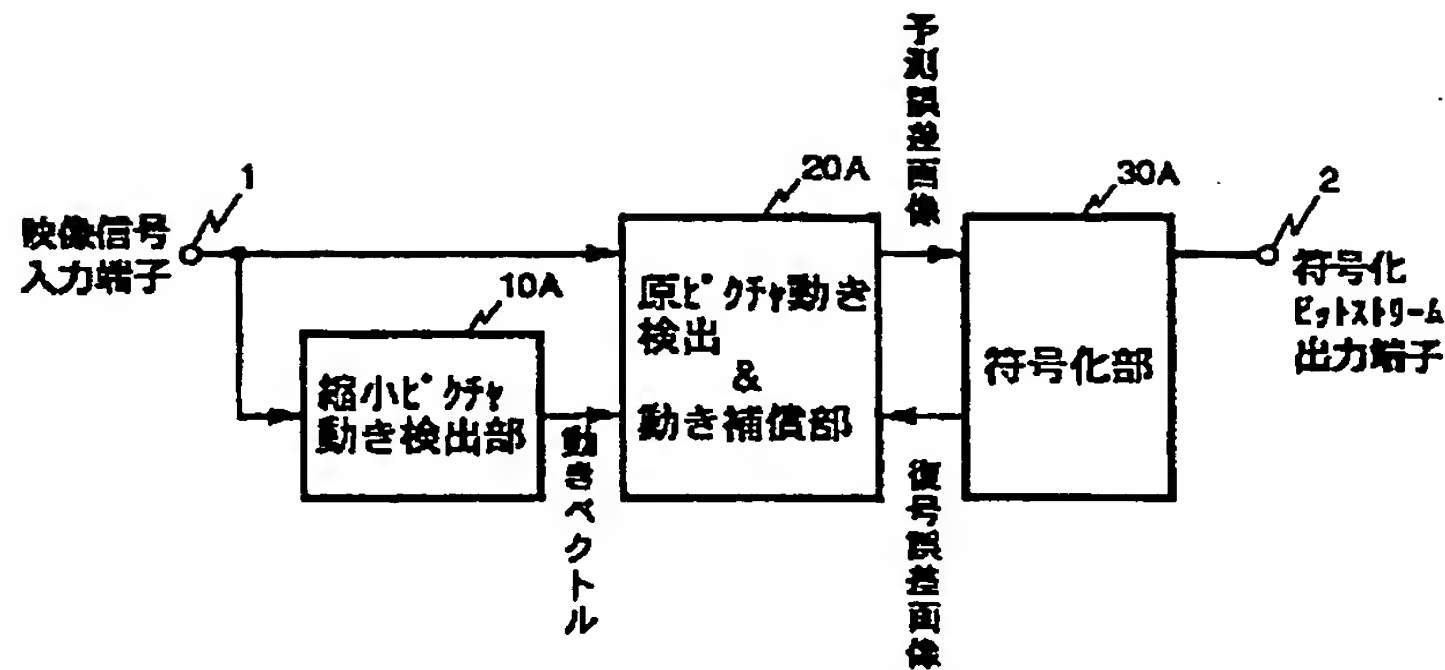 予測誤差画像
1
20A
30A
2
映像信号
入力端子
10A
原ピクチャ動き
検出
&
動き補償部
符号化部
符号化
ビットストリーム
出力端子
縮小ピクチャ
動き検出部
動きベクトル
復号誤差画像